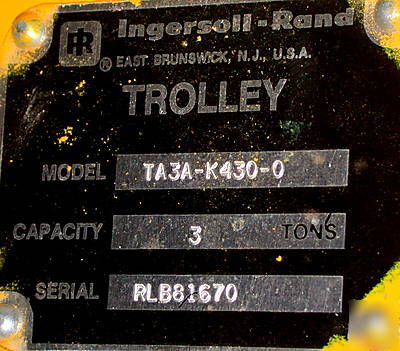 IR Ingersoll-Rand
® EAST BRUNSWICK, N.J., U.S.A.
TROLLEY
MODEL TA3A-K430-0
CAPACITY 3 TONS
SERIAL RLB81670